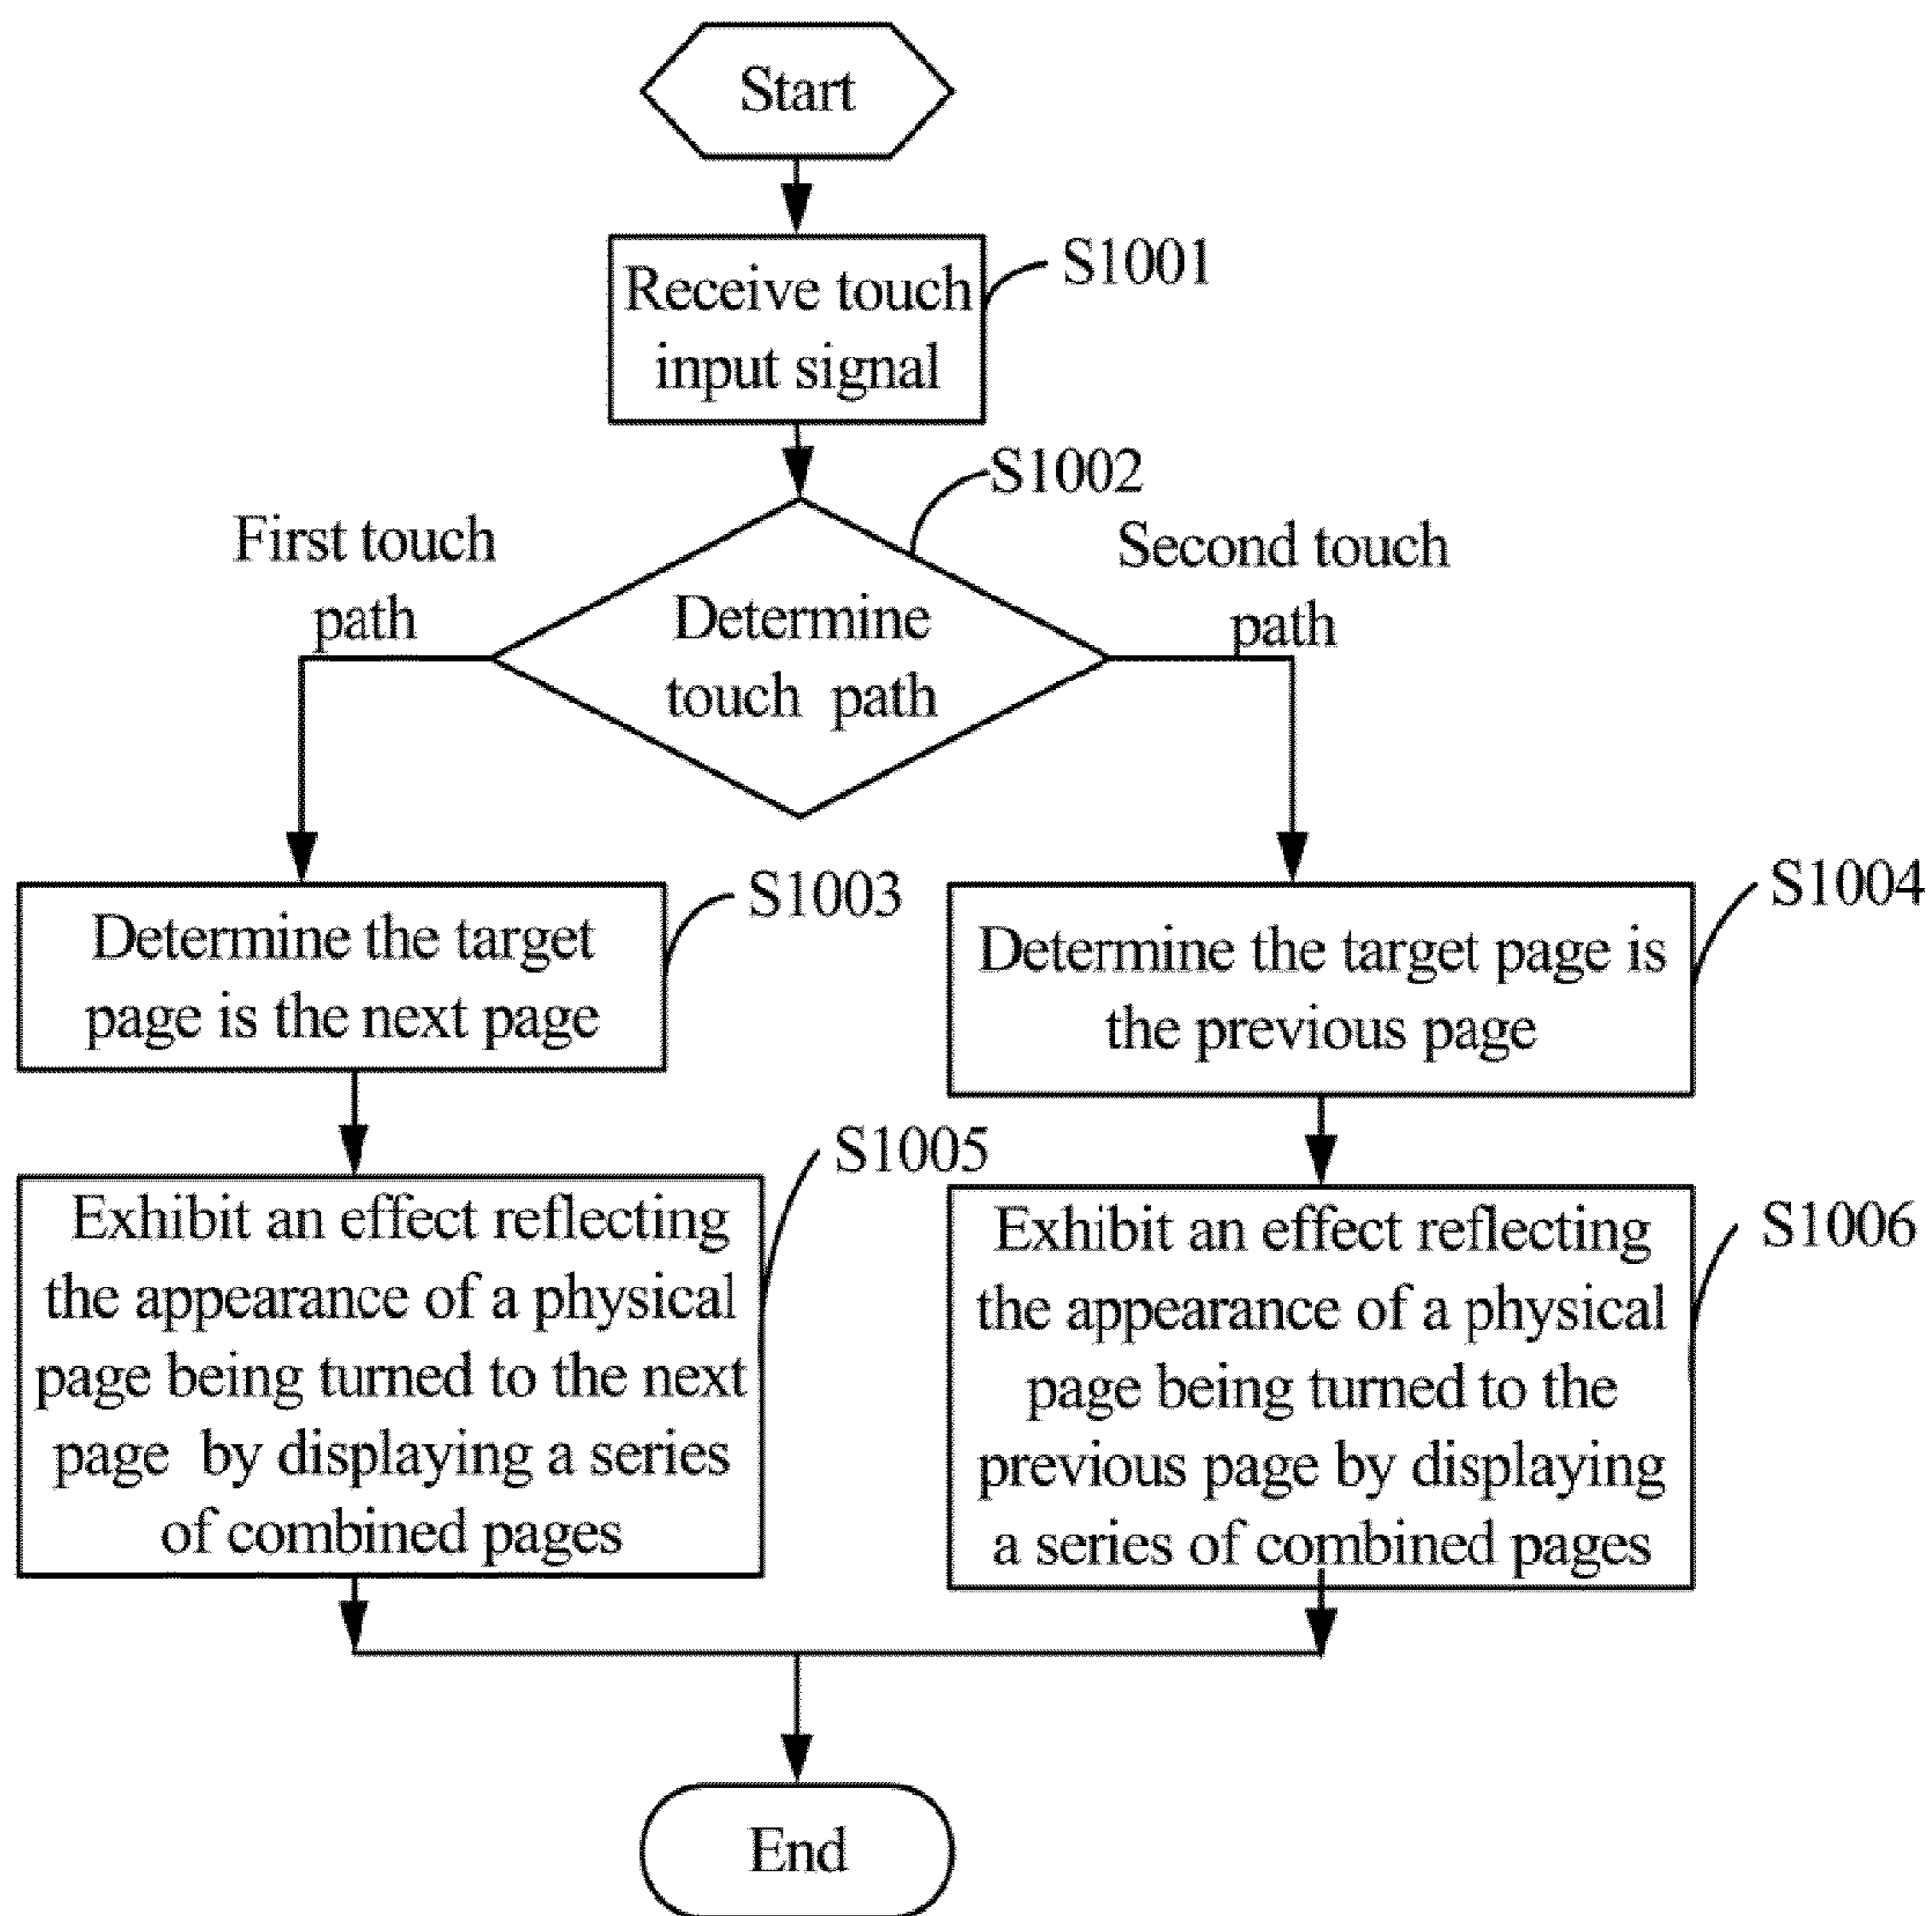 Start
Receive touch
input signal
S1001
S1002
First touch
path
Determine
touch path
Second touch
path
Determine the target
page is the next page
S1003
Determine the target page is
the previous page
S1004
Exhibit an effect reflecting
the appearance of a physical
page being turned to the next
page by displaying a series
of combined pages
S1005
Exhibit an effect reflecting
the appearance of a physical
page being turned to the
previous page by displaying
a series of combined pages
S1006
End